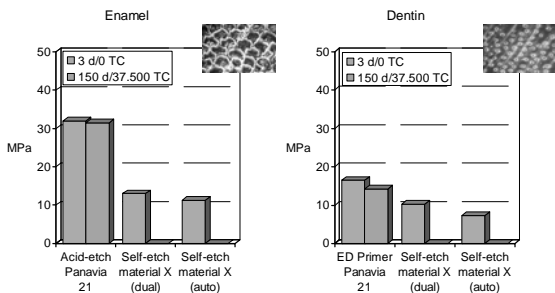 Enamel
50
40
30
20
10
0
MPa
3 d/0 TC
150 d/37.500 TC
Acid-etch
Panavia
21
Self-etch
material X
(dual)
Self-etch
material X
(auto)
Dentin
50
40
30
20
10
0
MPa
3 d/0 TC
150 d/37.500 TC
ED Primer
Panavia
21
Self-etch
material X
(dual)
Self-etch
material X
(auto)